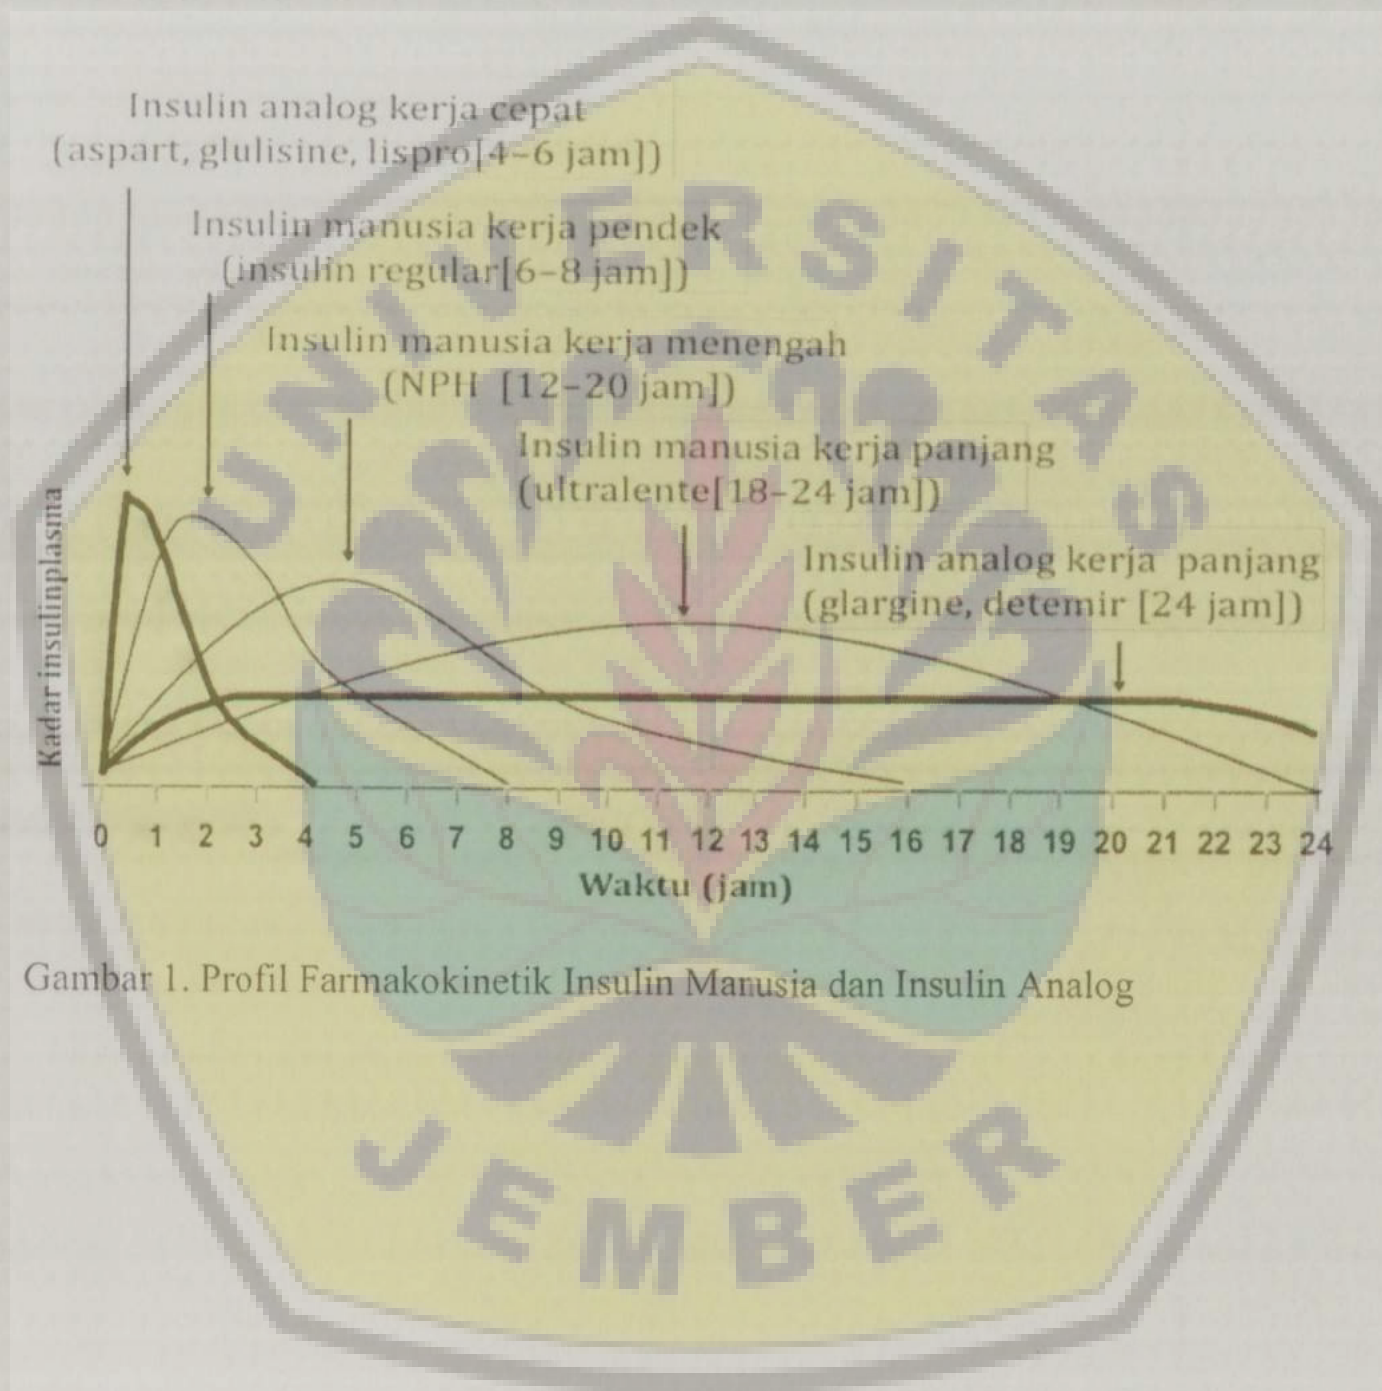 Insulin analog kerja cepat
(aspart, glulisine, lispro[4–6 jam])
Insulin manusia kerja pendek
(insulin regular[6–8 jam])
Insulin manusia kerja menengah
(NPH [12–20 jam])
Insulin manusia kerja panjang
(ultralente[18–24 jam])
Insulin analog kerja panjang
(glargine, detemir [24 jam])
Kadar insulinplasma
0 1 2 3 4 5 6 7 8 9 10 11 12 13 14 15 16 17 18 19 20 21 22 23 24
Waktu (jam)
Gambar 1. Profil Farmakokinetik Insulin Manusia dan Insulin Analog
UNIVERSITAS
JEMBER